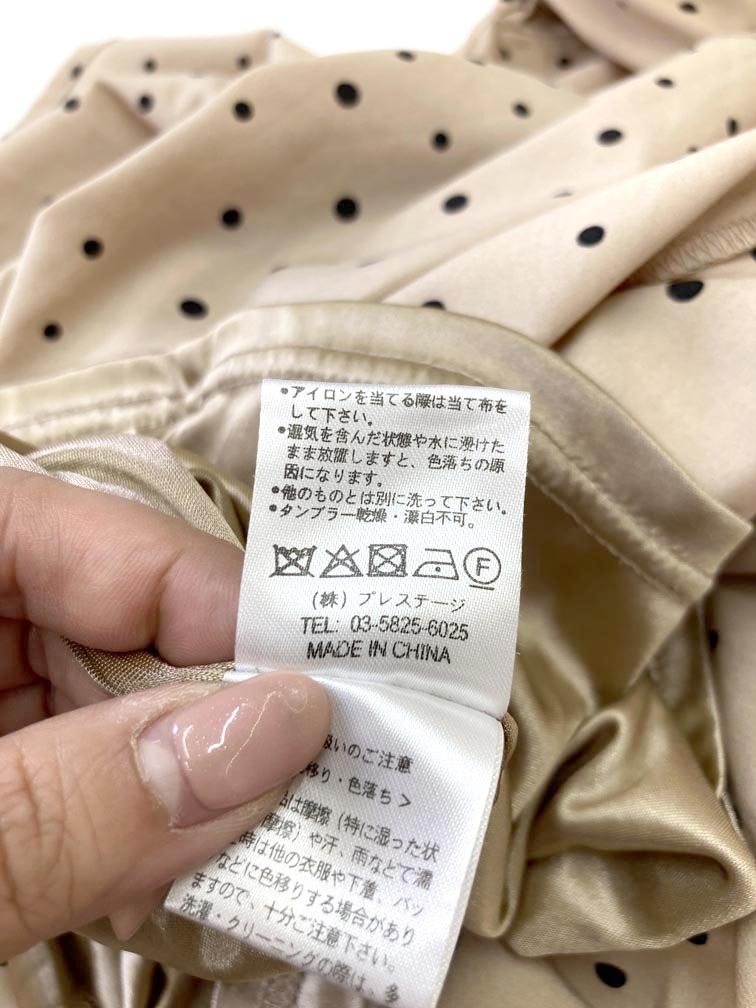 ●アイロンを当てる際は当て布を
して下さい。
●湿気を含んだ状態や水に浸けた
まま放置しますと、色落ちの原
因になります。
●他のものとは別に洗って下さい。
●タンブラー乾燥・漂白不可。
F
(株) プレステージ
TEL: 03-5825-6025
MADE IN CHINA
扱いのご注意
移り・色落ち>
は摩擦（特に湿った状
摩擦）や汗、雨などで濡
時は他の衣服や下着、バッ
などに色移りする場合があり
ますので、十分ご注意下さい。
洗濯・クリーニングの際は、多